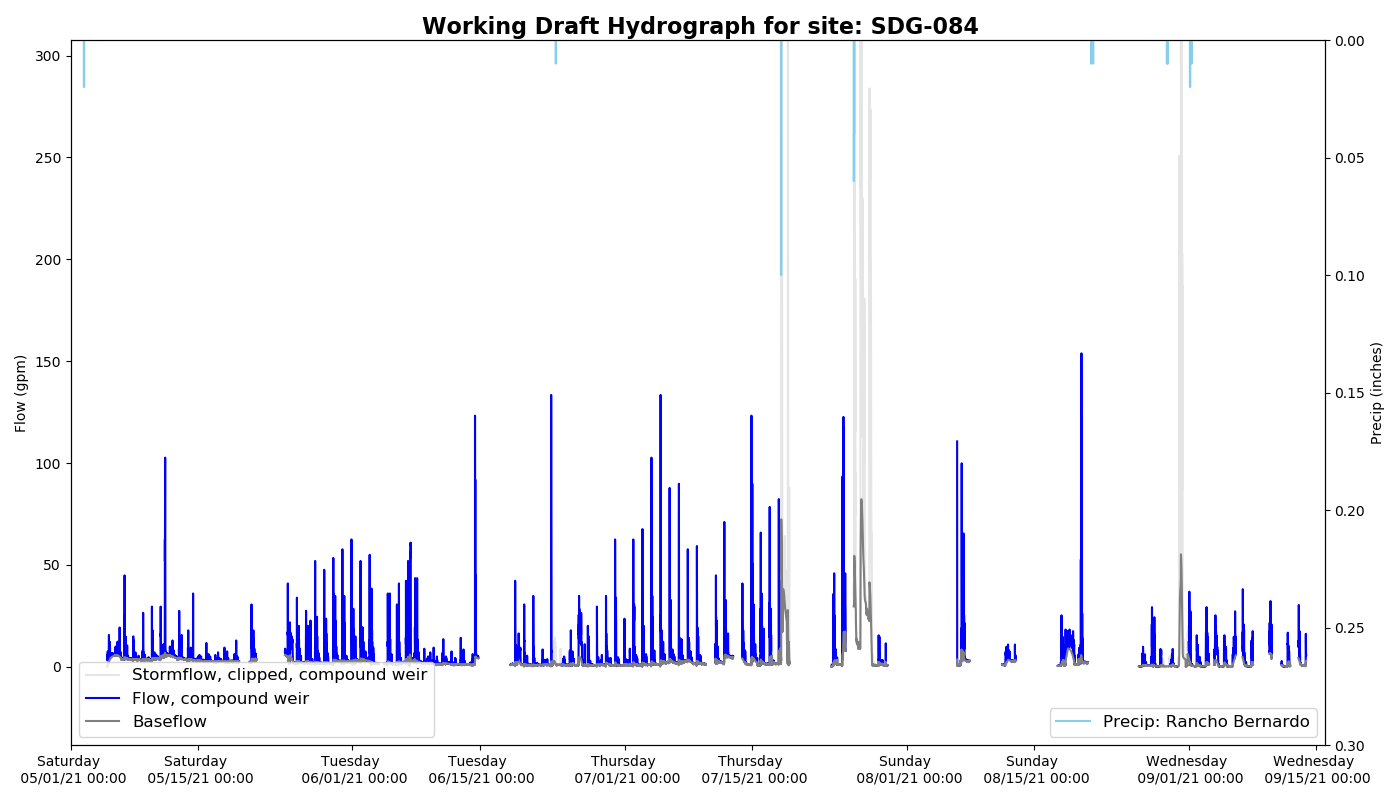 Working Draft Hydrograph for site: SDG-084
300
250
200
150
100
50
0
Flow (gpm)
0.00
0.05
0.10
0.15
0.20
0.25
0.30
Precip (inches)
Stormflow, clipped, compound weir
Flow, compound weir
Baseflow
Precip: Rancho Bernardo
Saturday
05/01/21 00:00
Saturday
05/15/21 00:00
Tuesday
06/01/21 00:00
Tuesday
06/15/21 00:00
Thursday
07/01/21 00:00
Thursday
07/15/21 00:00
Sunday
08/01/21 00:00
Sunday
08/15/21 00:00
Wednesday
09/01/21 00:00
Wednesday
09/15/21 00:00